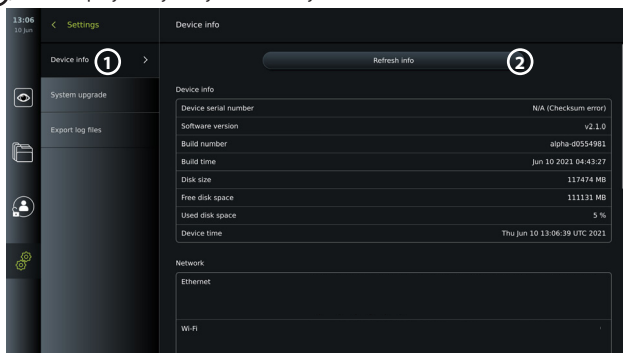 13:06
10 Jun
Settings
Device info
Device info
1
Refresh info
2
System upgrade
Export log files
Device info
Device serial number N/A (Checksum error)
Software version v2.1.0
Build number alpha-d0554981
Build time Jun 10 2021 04:43:27
Disk size 117474 MB
Free disk space 111131 MB
Used disk space 5 %
Device time Thu Jun 10 13:06:39 UTC 2021
Network
Ethernet
Wi-Fi